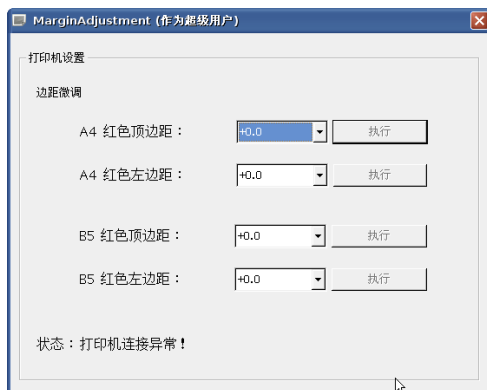 MarginAdjustment (作为超级用户)
打印机设置
边距微调
A4 红色顶边距： +0.0 执行
A4 红色左边距： +0.0 执行
B5 红色顶边距： +0.0 执行
B5 红色左边距： +0.0 执行
状态：打印机连接异常！